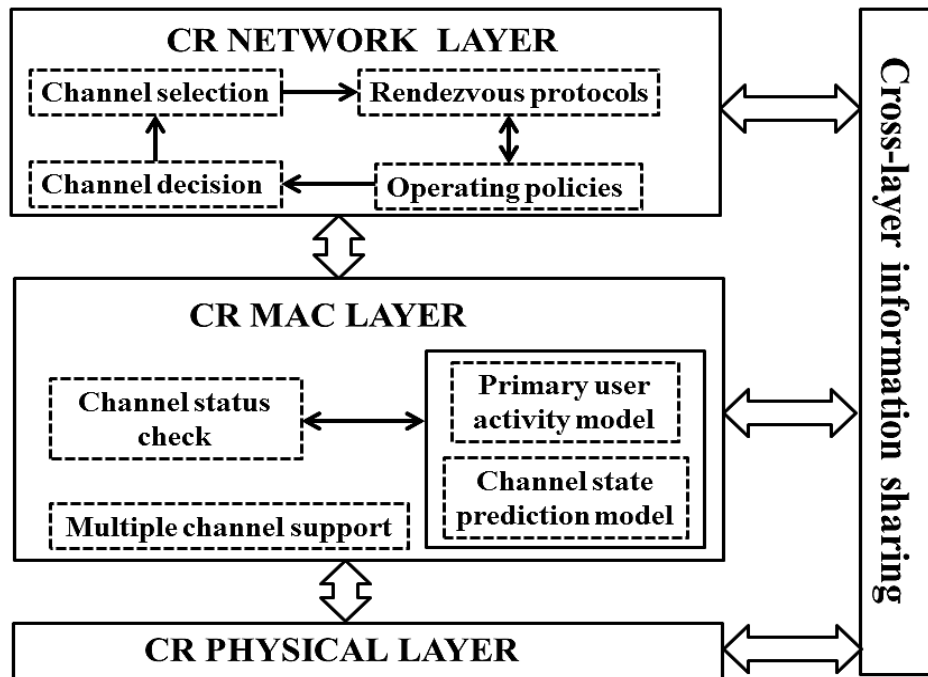 CR NETWORK LAYER
Channel selection
Rendezvous protocols
Channel decision
Operating policies
CR MAC LAYER
Channel status
check
Primary user
activity model
Multiple channel support
Channel state
prediction model
CR PHYSICAL LAYER
Cross-layer information sharing